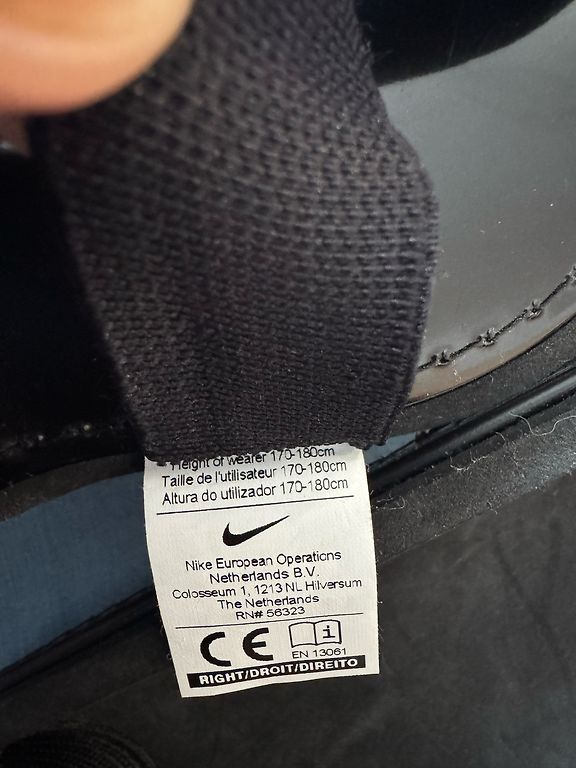 Height of wearer 170-180cm
Taille de l'utilisateur 170-180cm
Altura do utilizador 170-180cm
Nike European Operations
Netherlands B.V.
Colosseum 1, 1213 NL Hilversum
The Netherlands
RN# 56323
CE i
EN 13061
RIGHT/DROIT/DIREITO